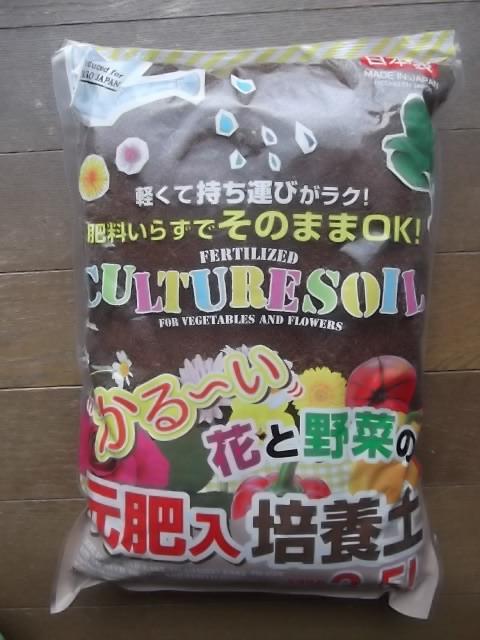 日本製
MADE IN JAPAN
軽くて持ち運びがラク!
肥料いらずでそのままOK!
FERTILIZED
CULTURE SOIL
FOR VEGETABLES AND FLOWERS
かる〜い
花と野菜の
元肥入 培養土